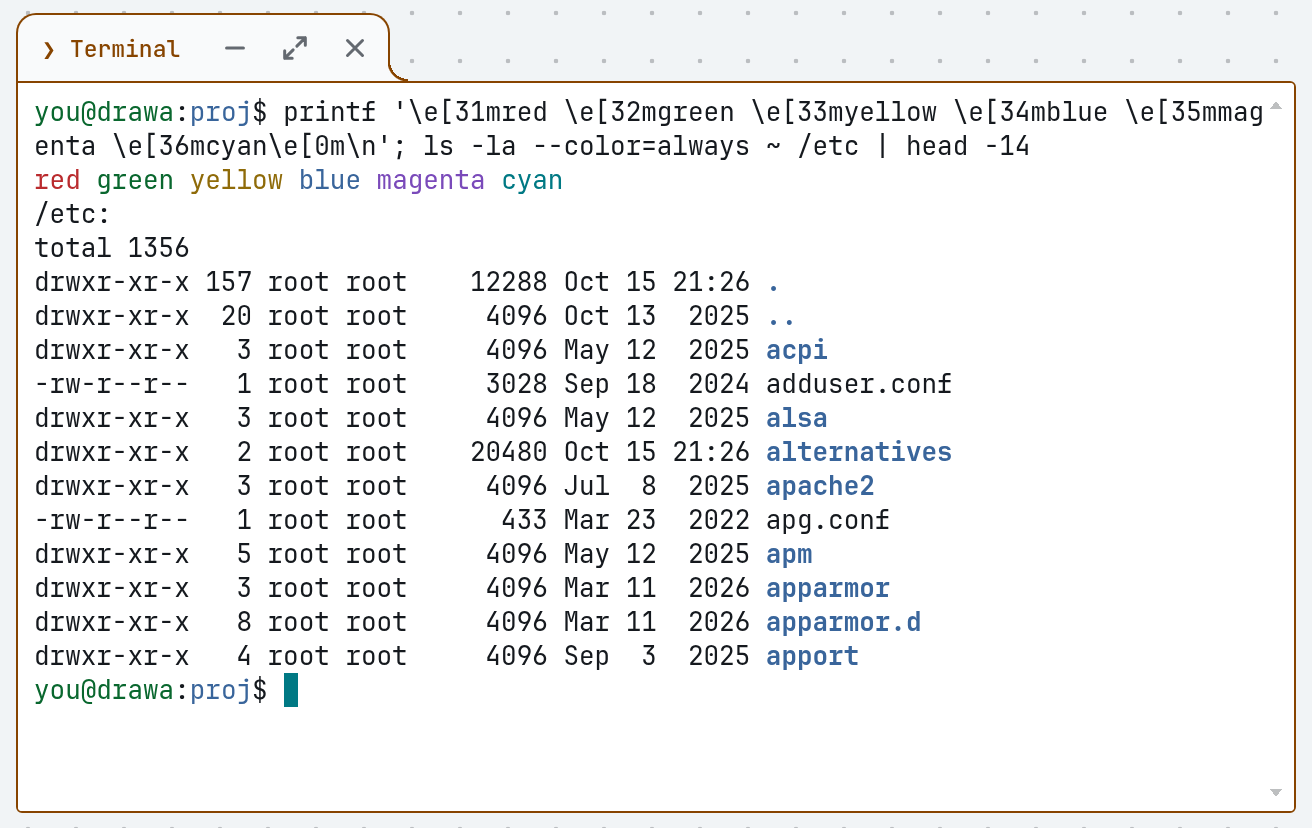 ❯ Terminal
you@drawa:proj$ printf '\e[31mred \e[32mgreen \e[33myellow \e[34mblue \e[35mmag
enta \e[36mcyan\e[0m\n'; ls -la --color=always ~ /etc | head -14
red green yellow blue magenta cyan
/etc:
total 1356
drwxr-xr-x 157 root root    12288 Oct 15 21:26 .
drwxr-xr-x  20 root root     4096 Oct 13  2025 ..
drwxr-xr-x   3 root root     4096 May 12  2025 acpi
-rw-r--r--   1 root root     3028 Sep 18  2024 adduser.conf
drwxr-xr-x   3 root root     4096 May 12  2025 alsa
drwxr-xr-x   2 root root    20480 Oct 15 21:26 alternatives
drwxr-xr-x   3 root root     4096 Jul  8  2025 apache2
-rw-r--r--   1 root root      433 Mar 23  2022 apg.conf
drwxr-xr-x   5 root root     4096 May 12  2025 apm
drwxr-xr-x   3 root root     4096 Mar 11  2026 apparmor
drwxr-xr-x   8 root root     4096 Mar 11  2026 apparmor.d
drwxr-xr-x   4 root root     4096 Sep  3  2025 apport
you@drawa:proj$